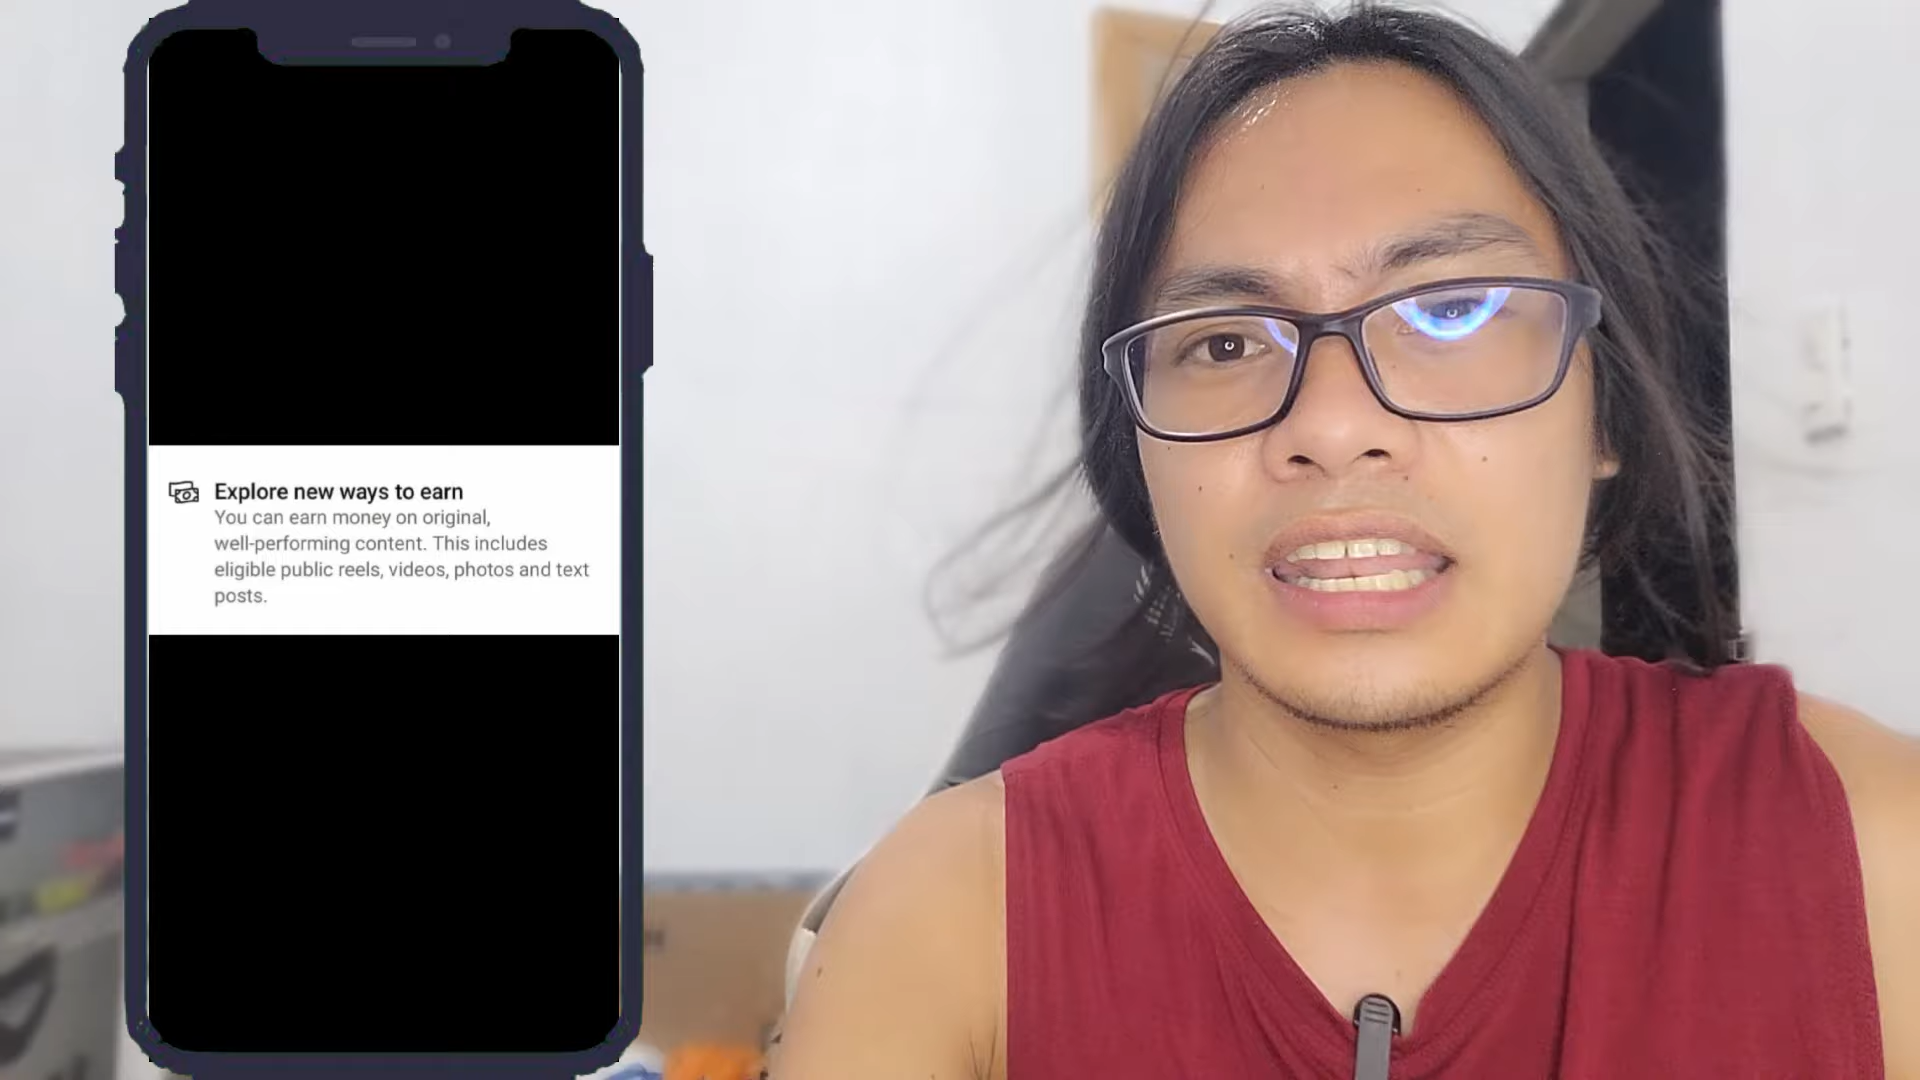 Explore new ways to earn
You can earn money on original,
well-performing content. This includes
eligible public reels, videos, photos and text
posts.